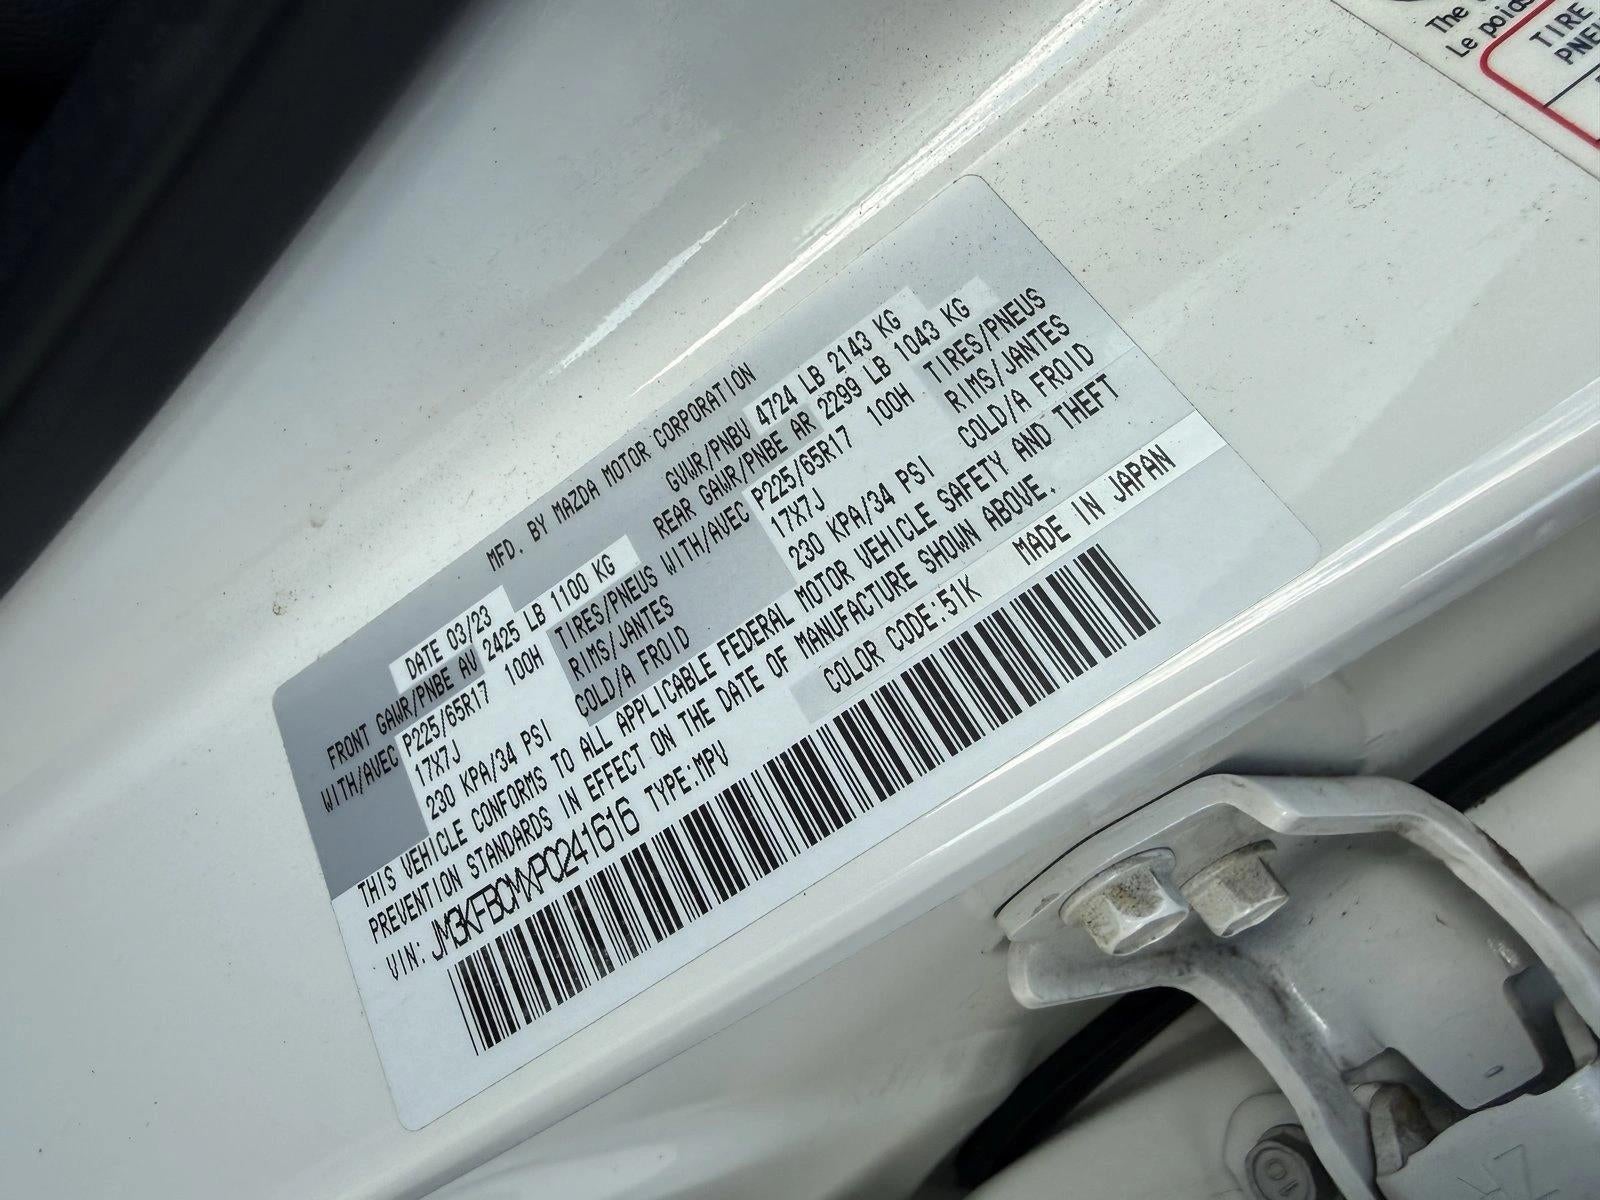 MFD. BY MAZDA MOTOR CORPORATION
DATE 03/23 GVWR/PNBV 4724 LB 2143 KG
FRONT GAWR/PNBE AV 2425 LB 1100 KG REAR GAWR/PNBE AR 2299 LB 1043 KG
WITH/AVEC P225/65R17 100H TIRES/PNEUS WITH/AVEC P225/65R17 100H TIRES/PNEUS
17X7J RIMS/JANTES 17X7J RIMS/JANTES
230 KPA/34 PSI COLD/A FROID 230 KPA/34 PSI COLD/A FROID
THIS VEHICLE CONFORMS TO ALL APPLICABLE FEDERAL MOTOR VEHICLE SAFETY AND THEFT
PREVENTION STANDARDS IN EFFECT ON THE DATE OF MANUFACTURE SHOWN ABOVE.
VIN: JM3KFBCMXP0241616 TYPE:MPV COLOR CODE:51K MADE IN JAPAN
The
Le poids
TIRE
10